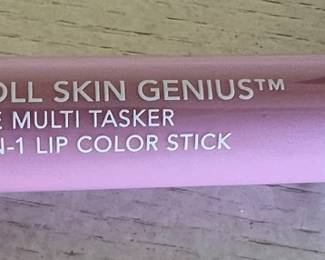 OLL SKIN GENIUS™
E MULTI TASKER
N-1 LIP COLOR STICK